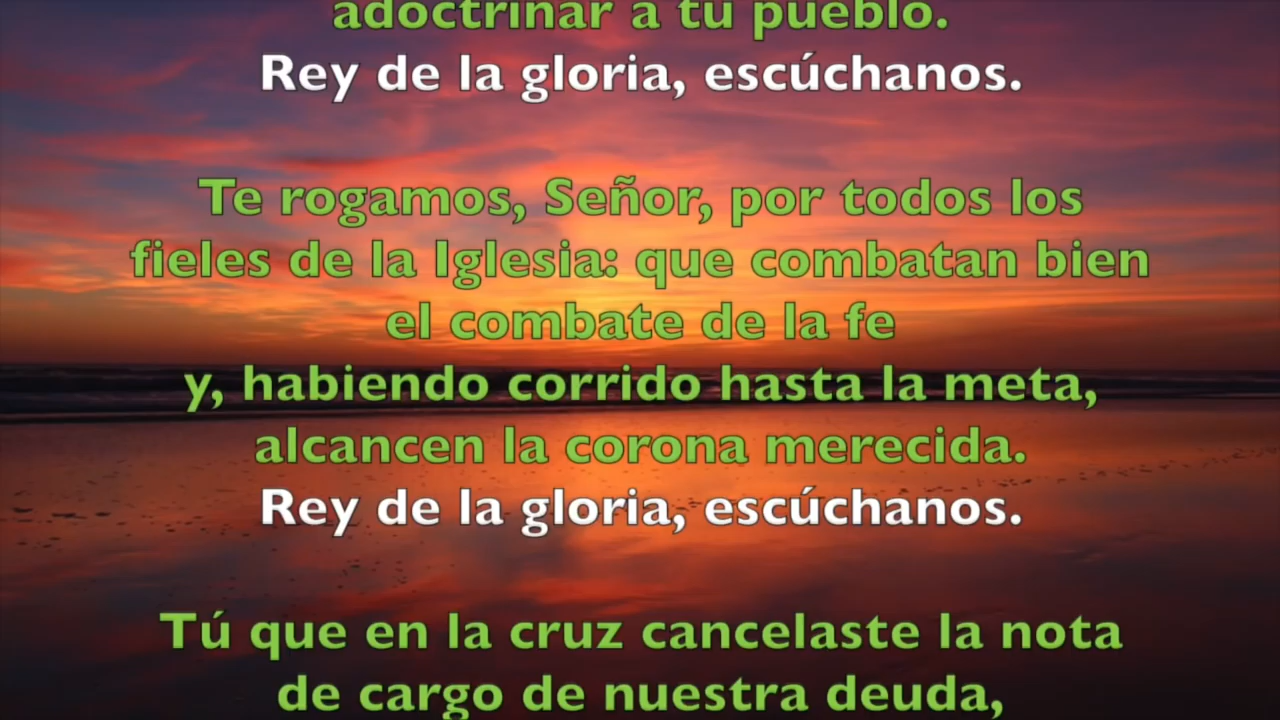 adoctrinar a tu pueblo.
Rey de la gloria, escúchanos.
Te rogamos, Señor, por todos los
fieles de la Iglesia: que combatan bien
el combate de la fe
y, habiendo corrido hasta la meta,
alcancen la corona merecida.
Rey de la gloria, escúchanos.
Tú que en la cruz cancelaste la nota
de cargo de nuestra deuda,